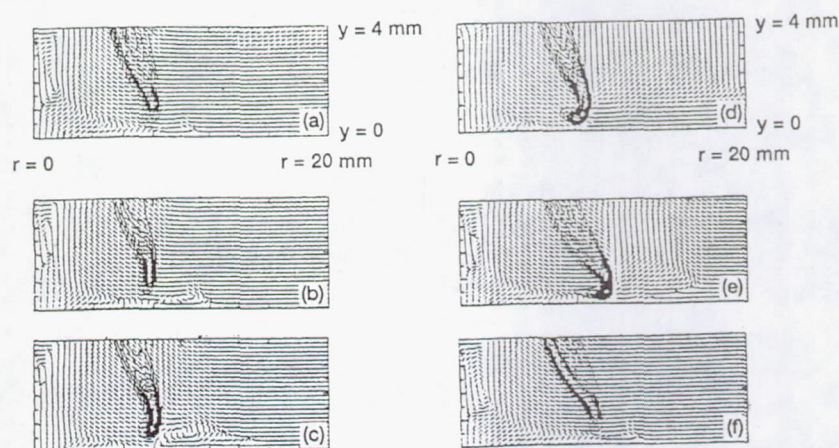 y = 4 mm
(a)
y = 0
r = 0
r = 20 mm
(b)
(c)
y = 4 mm
(d)
y = 0
r = 0
r = 20 mm
(e)
(f)